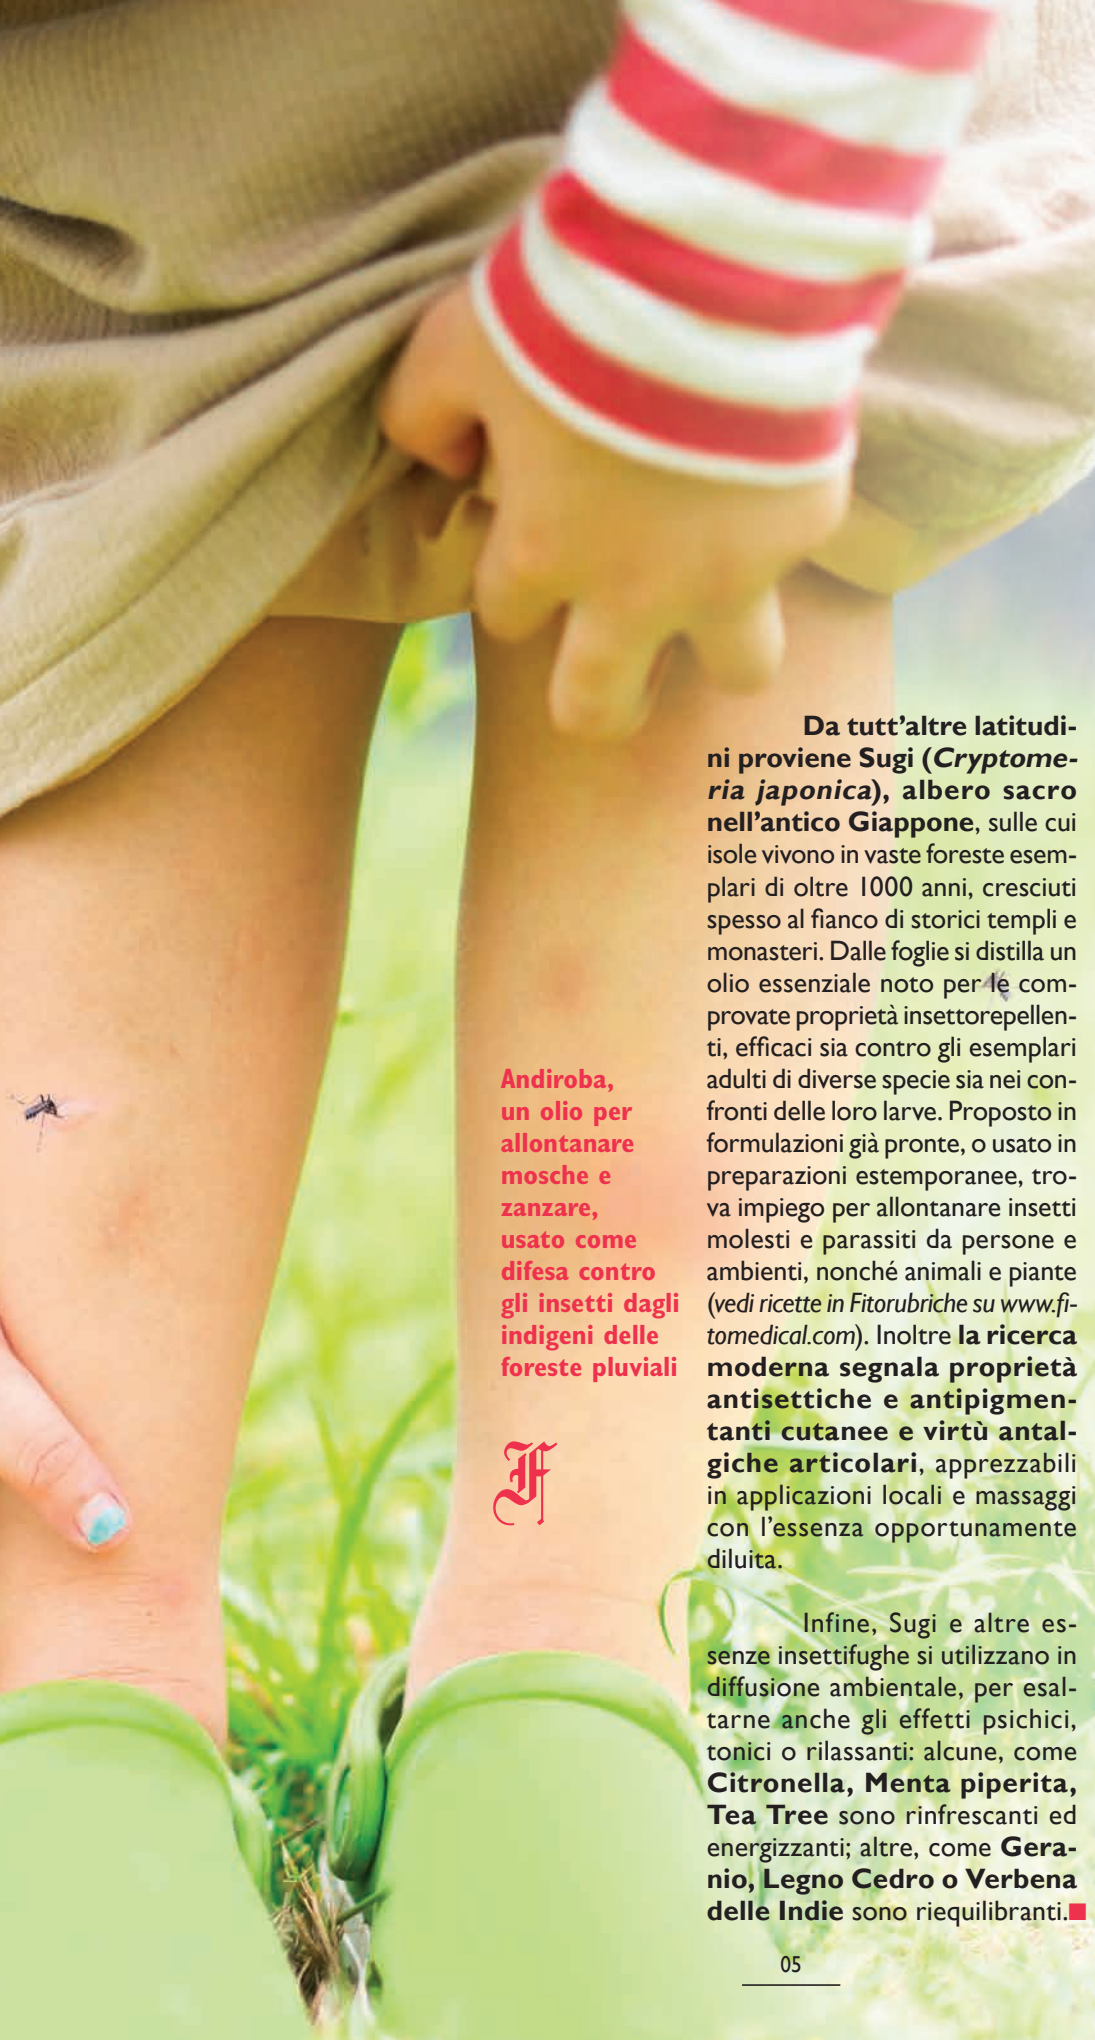 Andiroba,
un olio per
allontanare
mosche e
zanzare,
usato come
difesa contro
gli insetti dagli
indigeni delle
foreste pluviali
F
Da tutt’altre latitudi-
ni proviene Sugi (Cryptome-
ria japonica), albero sacro
nell’antico Giappone, sulle cui
isole vivono in vaste foreste esem-
plari di oltre 1000 anni, cresciuti
spesso al fianco di storici templi e
monasteri. Dalle foglie si distilla un
olio essenziale noto per le com-
provate proprietà insettorepellen-
ti, efficaci sia contro gli esemplari
adulti di diverse specie sia nei con-
fronti delle loro larve. Proposto in
formulazioni già pronte, o usato in
preparazioni estemporanee, tro-
va impiego per allontanare insetti
molesti e parassiti da persone e
ambienti, nonché animali e piante
(vedi ricette in Fitorubriche su www.fi-
tomedical.com). Inoltre la ricerca
moderna segnala proprietà
antisettiche e antipigmen-
tanti cutanee e virtù antal-
giche articolari, apprezzabili
in applicazioni locali e massaggi
con l’essenza opportunamente
diluita.
Infine, Sugi e altre es-
senze insettifughe si utilizzano in
diffusione ambientale, per esal-
tarne anche gli effetti psichici,
tonici o rilassanti: alcune, come
Citronella, Menta piperita,
Tea Tree sono rinfrescanti ed
energizzanti; altre, come Gera-
nio, Legno Cedro o Verbena
delle Indie sono riequilibranti.
05